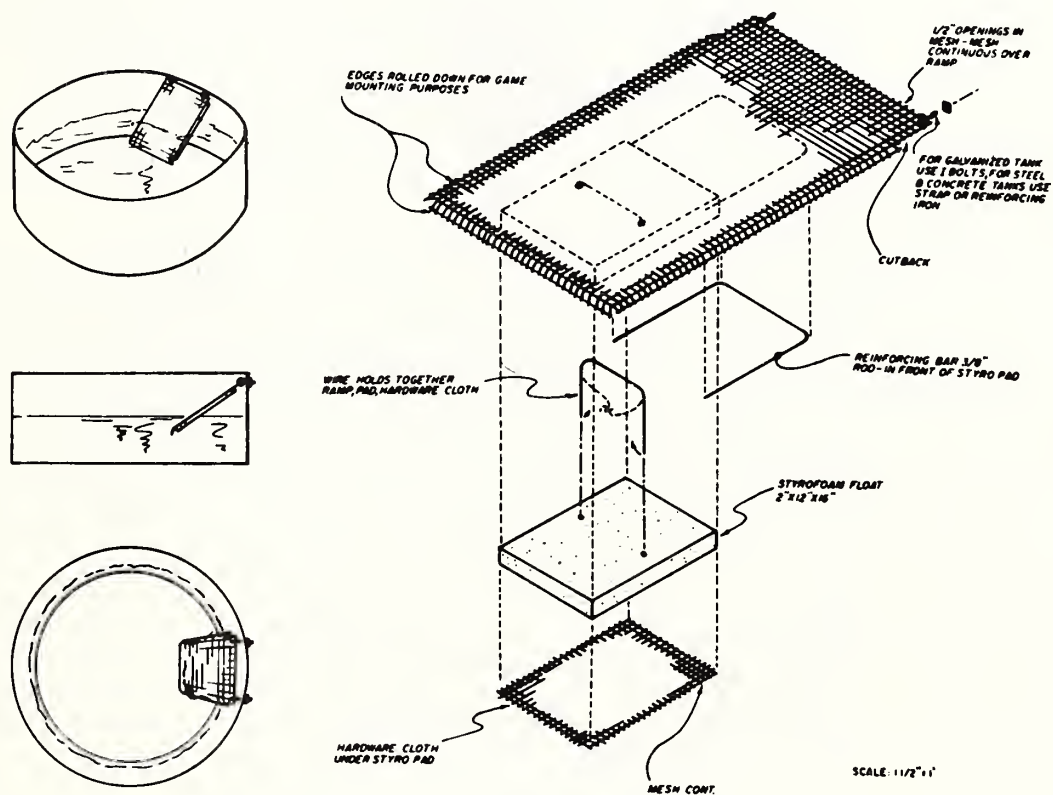 1/2" OPENINGS IN
MESH - MESH
CONTINUOUS OVER
RAMP
EDGES ROLLED DOWN FOR GAME
MOUNTING PURPOSES
FOR GALVANIZED TANK
USE I BOLTS, FOR STEEL
& CONCRETE TANKS USE
STRAP OR REINFORCING
IRON
CUTBACK
REINFORCING BAR 3/8"
ROD - IN FRONT OF STYRO PAD
WIRE HOLDS TOGETHER
RAMP, PAD, HARDWARE CLOTH
STYROFOAM FLOAT
2"X12"X16"
HARDWARE CLOTH
UNDER STYRO PAD
MESH CONT.
SCALE: 1 1/2"=1'